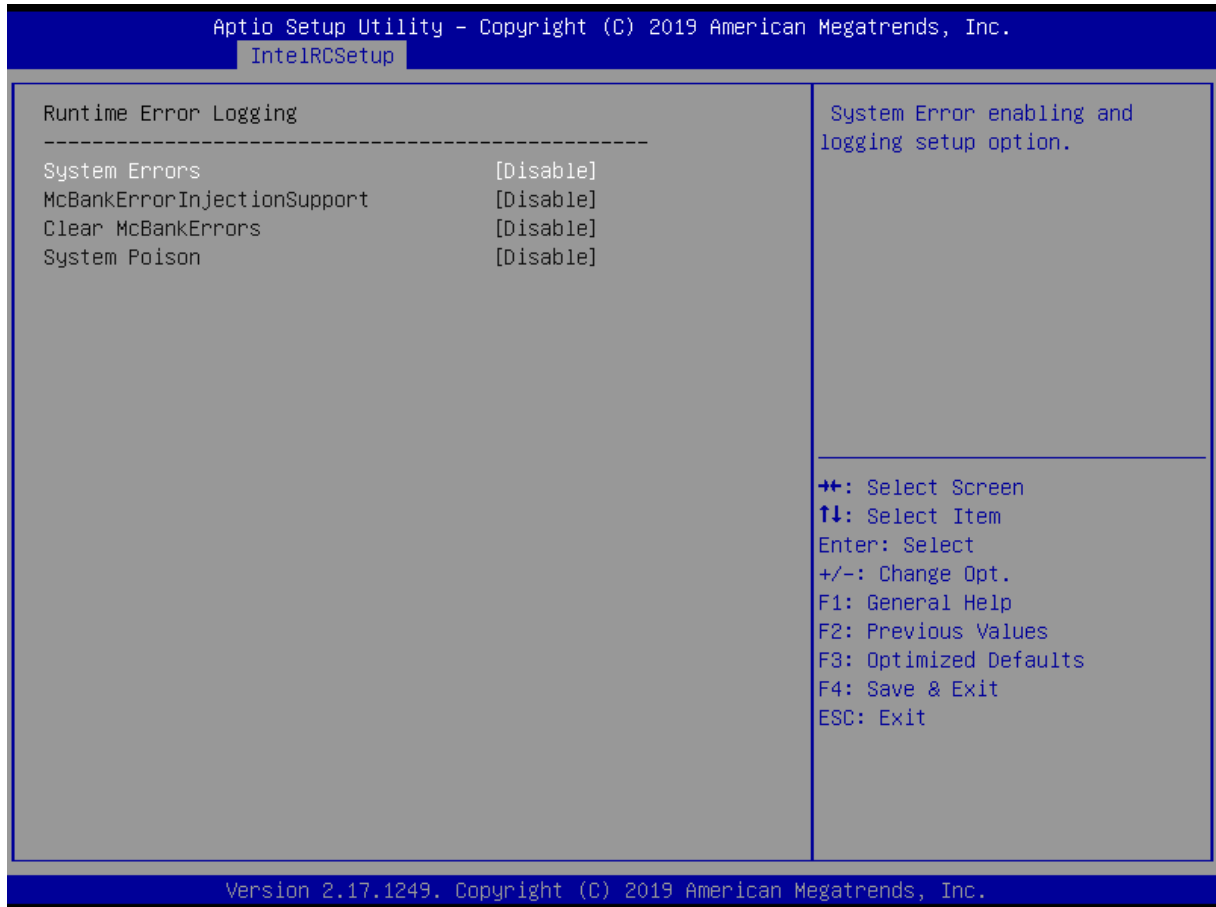 Aptio Setup Utility – Copyright (C) 2019 American Megatrends, Inc.
IntelRCSetup
Runtime Error Logging
--------------------------------------------------
System Errors [Disable]
McBankErrorInjectionSupport [Disable]
Clear McBankErrors [Disable]
System Poison [Disable]
System Error enabling and
logging setup option.
→←: Select Screen
↑↓: Select Item
Enter: Select
+/-: Change Opt.
F1: General Help
F2: Previous Values
F3: Optimized Defaults
F4: Save & Exit
ESC: Exit
Version 2.17.1249. Copyright (C) 2019 American Megatrends, Inc.